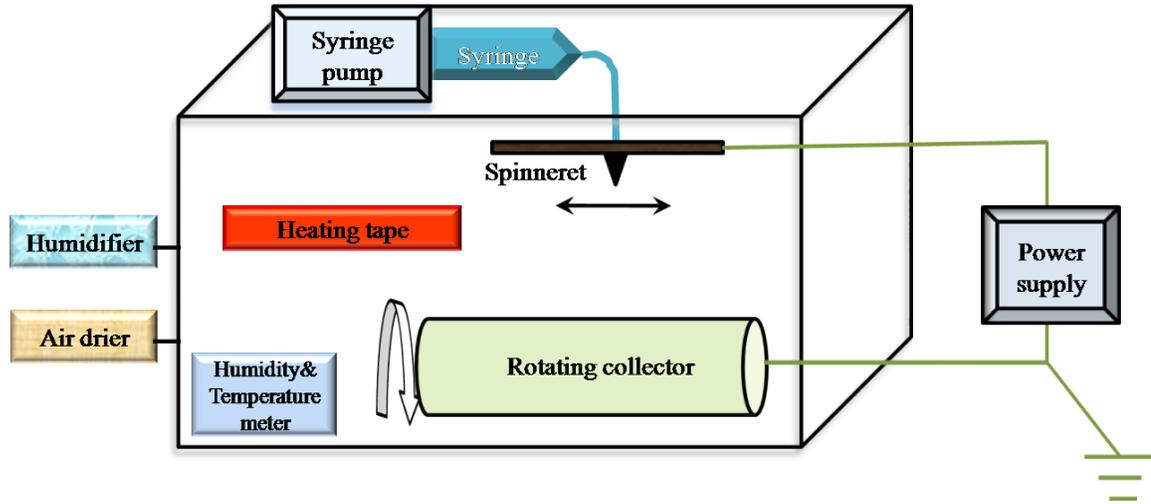 Syringe
pump
Syringe
Spinneret
Heating tape
Humidifier
Power
supply
Air drier
Rotating collector
Humidity&
Temperature
meter